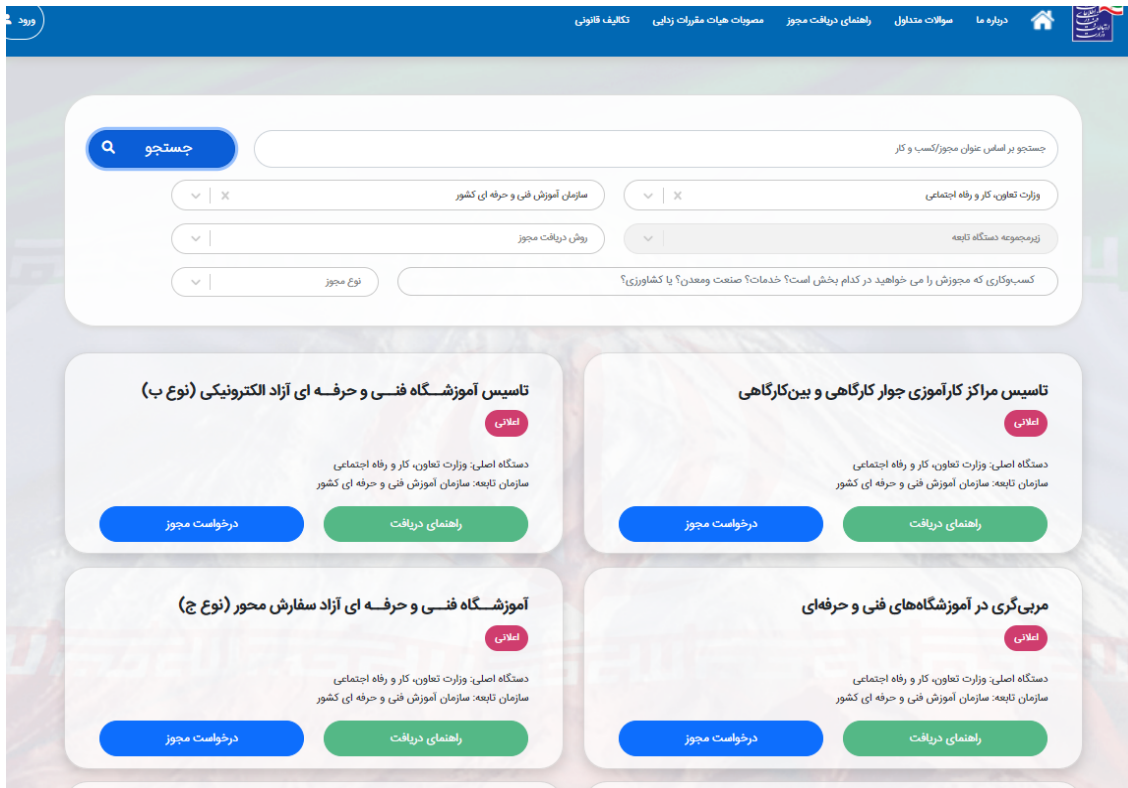 درباره ما
سوالات متداول
راهنمای دریافت مجوز
مصوبات هیات مقررات زدایی
تکالیف قانونی
ورود
جستجو بر اساس عنوان مجوز/کسب و کار
جستجو
وزارت تعاون، کار و رفاه اجتماعی
سازمان آموزش فنی و حرفه ای کشور
زیرمجموعه دستگاه تابعه
روش دریافت مجوز
کسب‌وکاری که مجوزش را می خواهید در کدام بخش است؟ خدمات؟ صنعت ومعدن؟ یا کشاورزی؟
نوع مجوز
تاسیس مراکز کارآموزی جوار کارگاهی و بین‌کارگاهی
اعلانی
دستگاه اصلی: وزارت تعاون، کار و رفاه اجتماعی
سازمان تابعه: سازمان آموزش فنی و حرفه ای کشور
راهنمای دریافت
درخواست مجوز
تاسیس آموزشــگاه فنــی و حرفــه ای آزاد الکترونیکی (نوع ب)
اعلانی
دستگاه اصلی: وزارت تعاون، کار و رفاه اجتماعی
سازمان تابعه: سازمان آموزش فنی و حرفه ای کشور
راهنمای دریافت
درخواست مجوز
مربی‌گری در آموزشگاه‌های فنی و حرفه‌ای
اعلانی
دستگاه اصلی: وزارت تعاون، کار و رفاه اجتماعی
سازمان تابعه: سازمان آموزش فنی و حرفه ای کشور
راهنمای دریافت
درخواست مجوز
آموزشــگاه فنــی و حرفــه ای آزاد سفارش محور (نوع ج)
اعلانی
دستگاه اصلی: وزارت تعاون، کار و رفاه اجتماعی
سازمان تابعه: سازمان آموزش فنی و حرفه ای کشور
راهنمای دریافت
درخواست مجوز